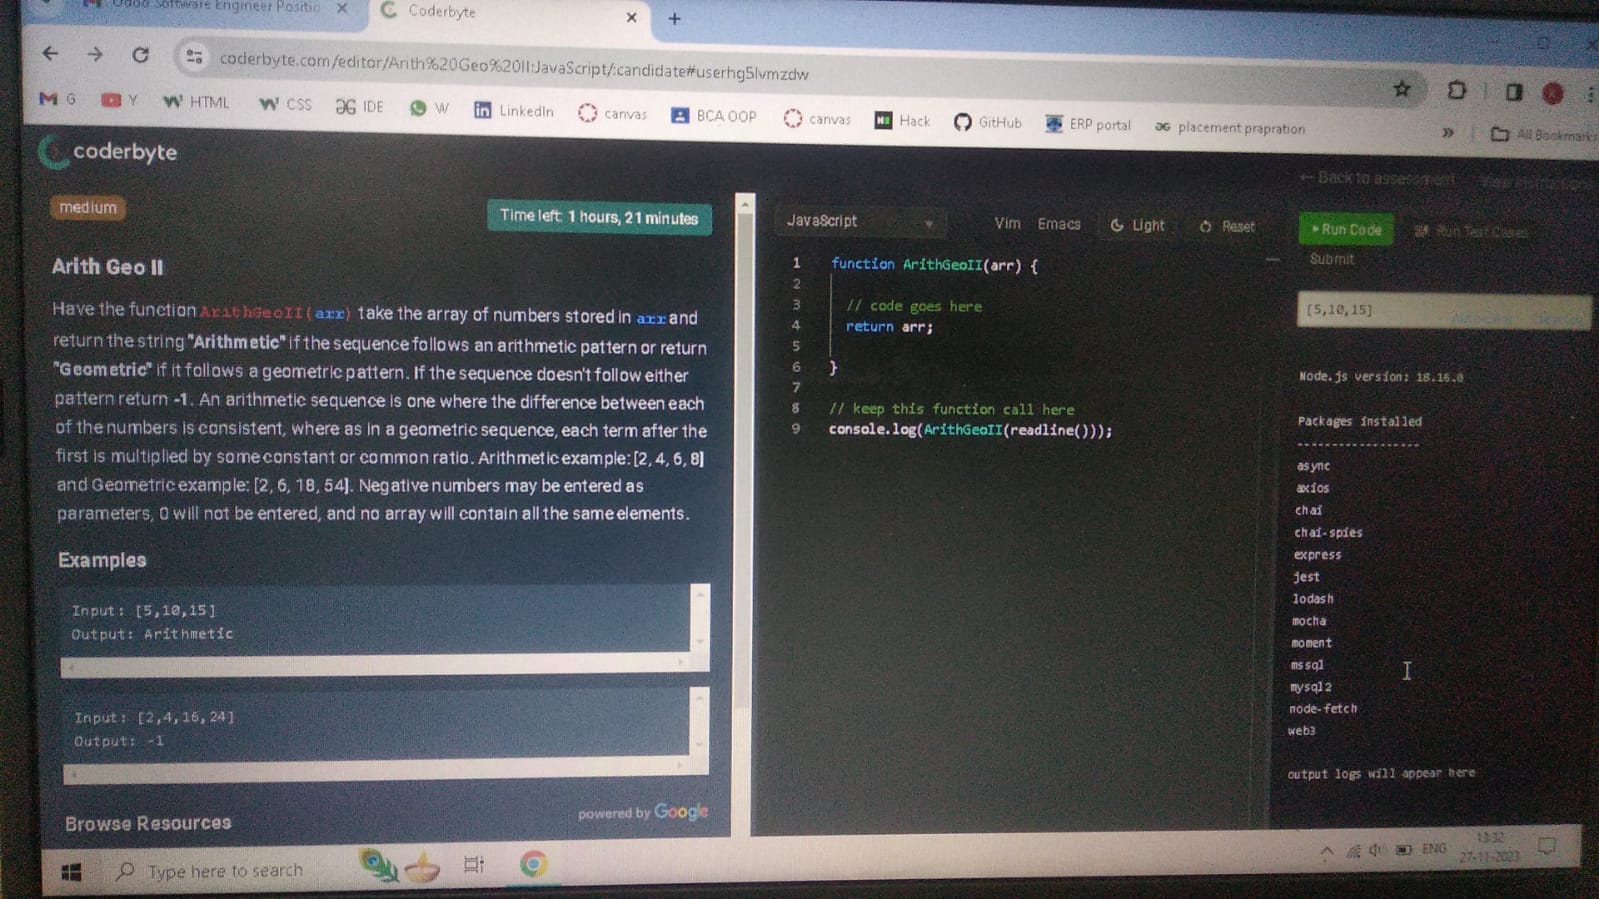 Odoo Software Engineer Positio
Coderbyte
coderbyte.com/editor/Arith%20Geo%20II:JavaScript/:candidate#userhg5lvmzdw
G
Y
HTML
CSS
IDE
W
LinkedIn
canvas
BCA OOP
canvas
Hack
GitHub
ERP portal
placement prapration
»
All Bookmarks
coderbyte
← Back to assessment
medium
Time left: 1 hours, 21 minutes
Arith Geo II
Have the function ArithGeoII(arr) take the array of numbers stored in arr and
return the string "Arithmetic" if the sequence follows an arithmetic pattern or return
"Geometric" if it follows a geometric pattern. If the sequence doesn't follow either
pattern return -1. An arithmetic sequence is one where the difference between each
of the numbers is consistent, where as in a geometric sequence, each term after the
first is multiplied by some constant or common ratio. Arithmetic example: [2, 4, 6, 8]
and Geometric example: [2, 6, 18, 54]. Negative numbers may be entered as
parameters, 0 will not be entered, and no array will contain all the same elements.
Examples
Input: [5,10,15]
Output: Arithmetic
Input: [2,4,16,24]
Output: -1
Browse Resources
powered by Google
JavaScript
Vim
Emacs
Light
Reset
Run Code
Run Test Cases
Submit
1 function ArithGeoII(arr) {
2
3 // code goes here
4 return arr;
5
6 }
7
8 // keep this function call here
9 console.log(ArithGeoII(readline()));
[5,10,15]
Node.js version: 18.16.0
Packages installed
------------------
async
axios
chai
chai-spies
express
jest
lodash
mocha
moment
mssql
mysql2
node-fetch
web3
output logs will appear here
Type here to search
ENG
13:32
27-11-2023